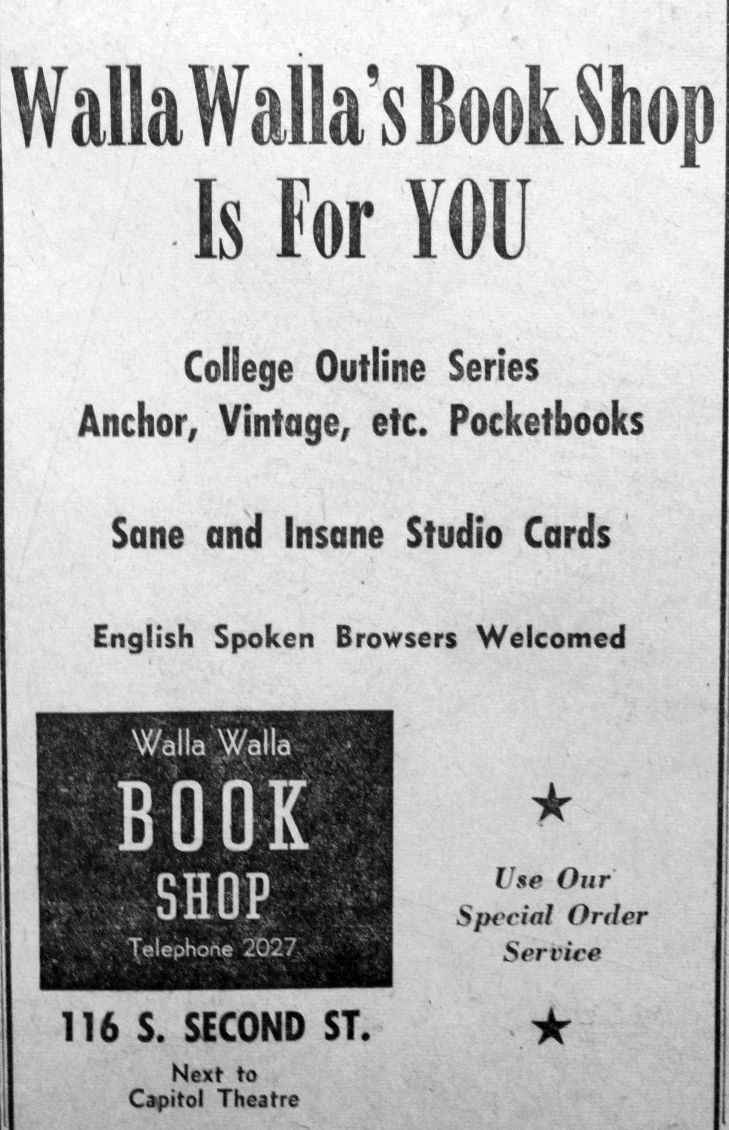 Walla Walla's Book Shop
Is For YOU
College Outline Series
Anchor, Vintage, etc. Pocketbooks
Sane and Insane Studio Cards
English Spoken Browsers Welcomed
Walla Walla
BOOK
SHOP
Telephone 2027
116 S. SECOND ST.
Next to
Capitol Theatre
Use Our
Special Order
Service